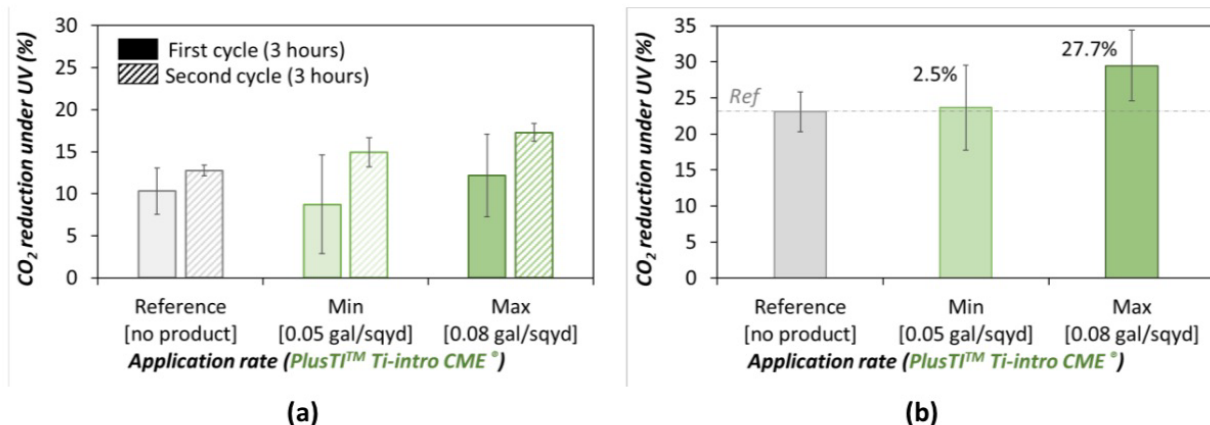 CO₂ reduction under UV (%)
30
25
20
15
10
5
0
First cycle (3 hours)
Second cycle (3 hours)
Reference
[no product]
Min
[0.05 gal/sqyd]
Max
[0.08 gal/sqyd]
Application rate (PlusTI™ Ti-intro CME ®)
(a)
CO₂ reduction under UV (%)
45
40
35
30
25
20
15
10
5
0
Ref
2.5%
27.7%
Reference
[no product]
Min
[0.05 gal/sqyd]
Max
[0.08 gal/sqyd]
Application rate (PlusTI™ Ti-intro CME ®)
(b)